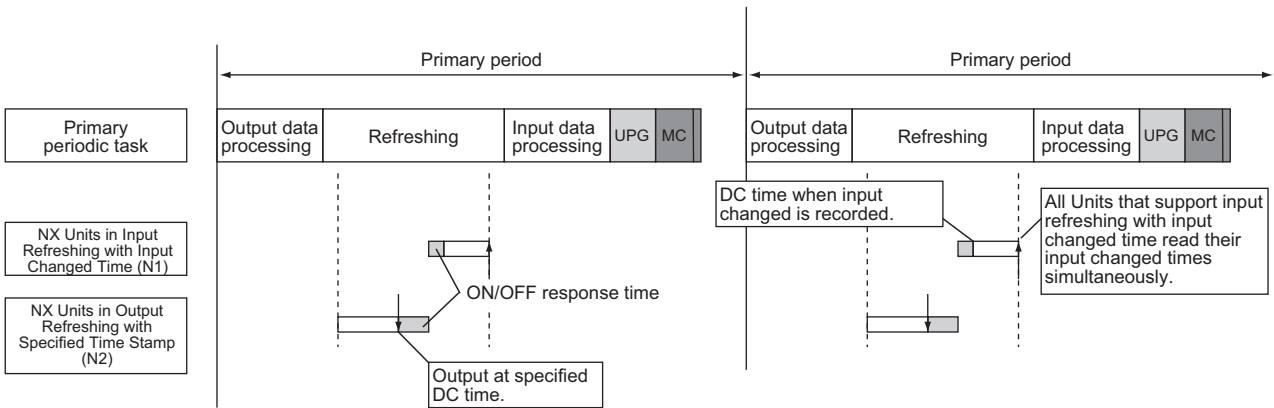 Primary period
Primary period
Primary
periodic task
Output data
processing
Refreshing
Input data
processing
UPG
MC
Output data
processing
Refreshing
Input data
processing
UPG
MC
DC time when input
changed is recorded.
All Units that support input
refreshing with input
changed time read their
input changed times
simultaneously.
NX Units in Input
Refreshing with Input
Changed Time (N1)
ON/OFF response time
NX Units in Output
Refreshing with
Specified Time Stamp
(N2)
Output at specified
DC time.